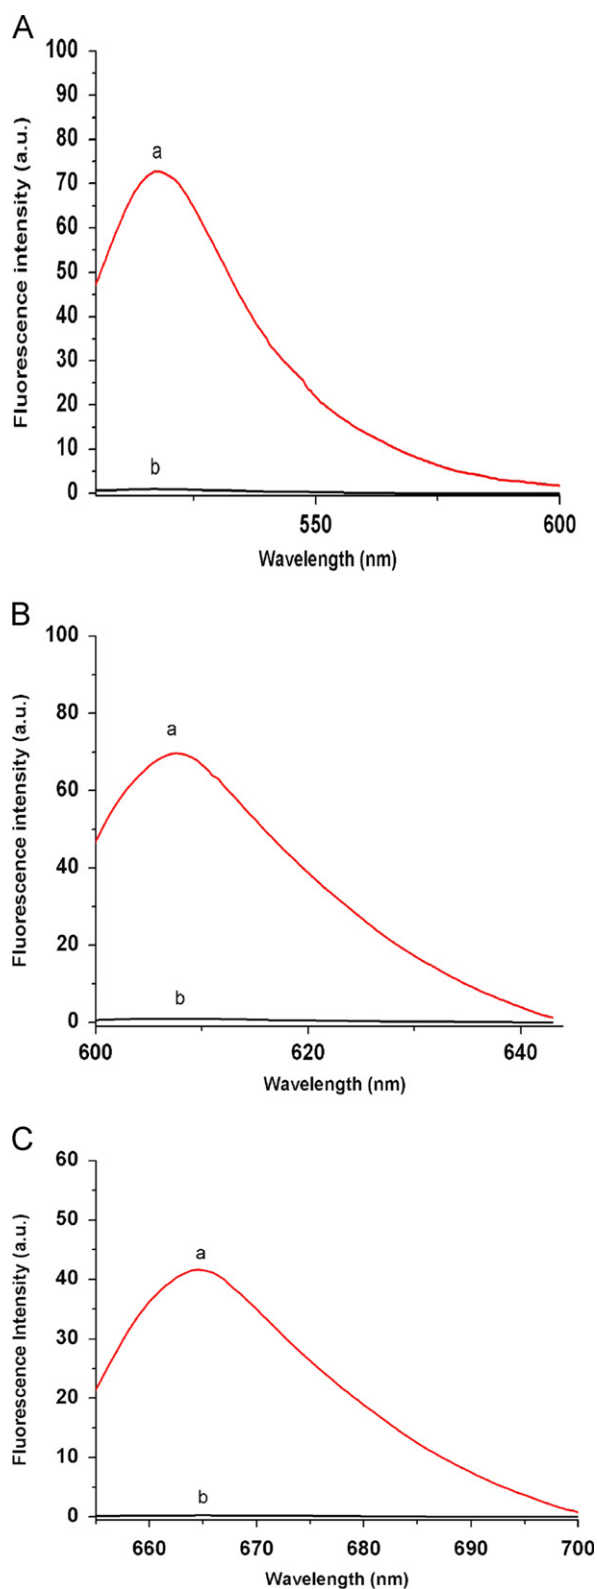 A
Fluorescence intensity (a.u.)
100
90
80
70
60
50
40
30
20
10
0
a
b
550
600
Wavelength (nm)
B
Fluorescence intensity (a.u.)
100
80
60
40
20
0
a
b
600
620
640
Wavelength (nm)
C
Fluorescence Intensity (a.u.)
60
50
40
30
20
10
0
a
b
660
670
680
690
700
Wavelength (nm)